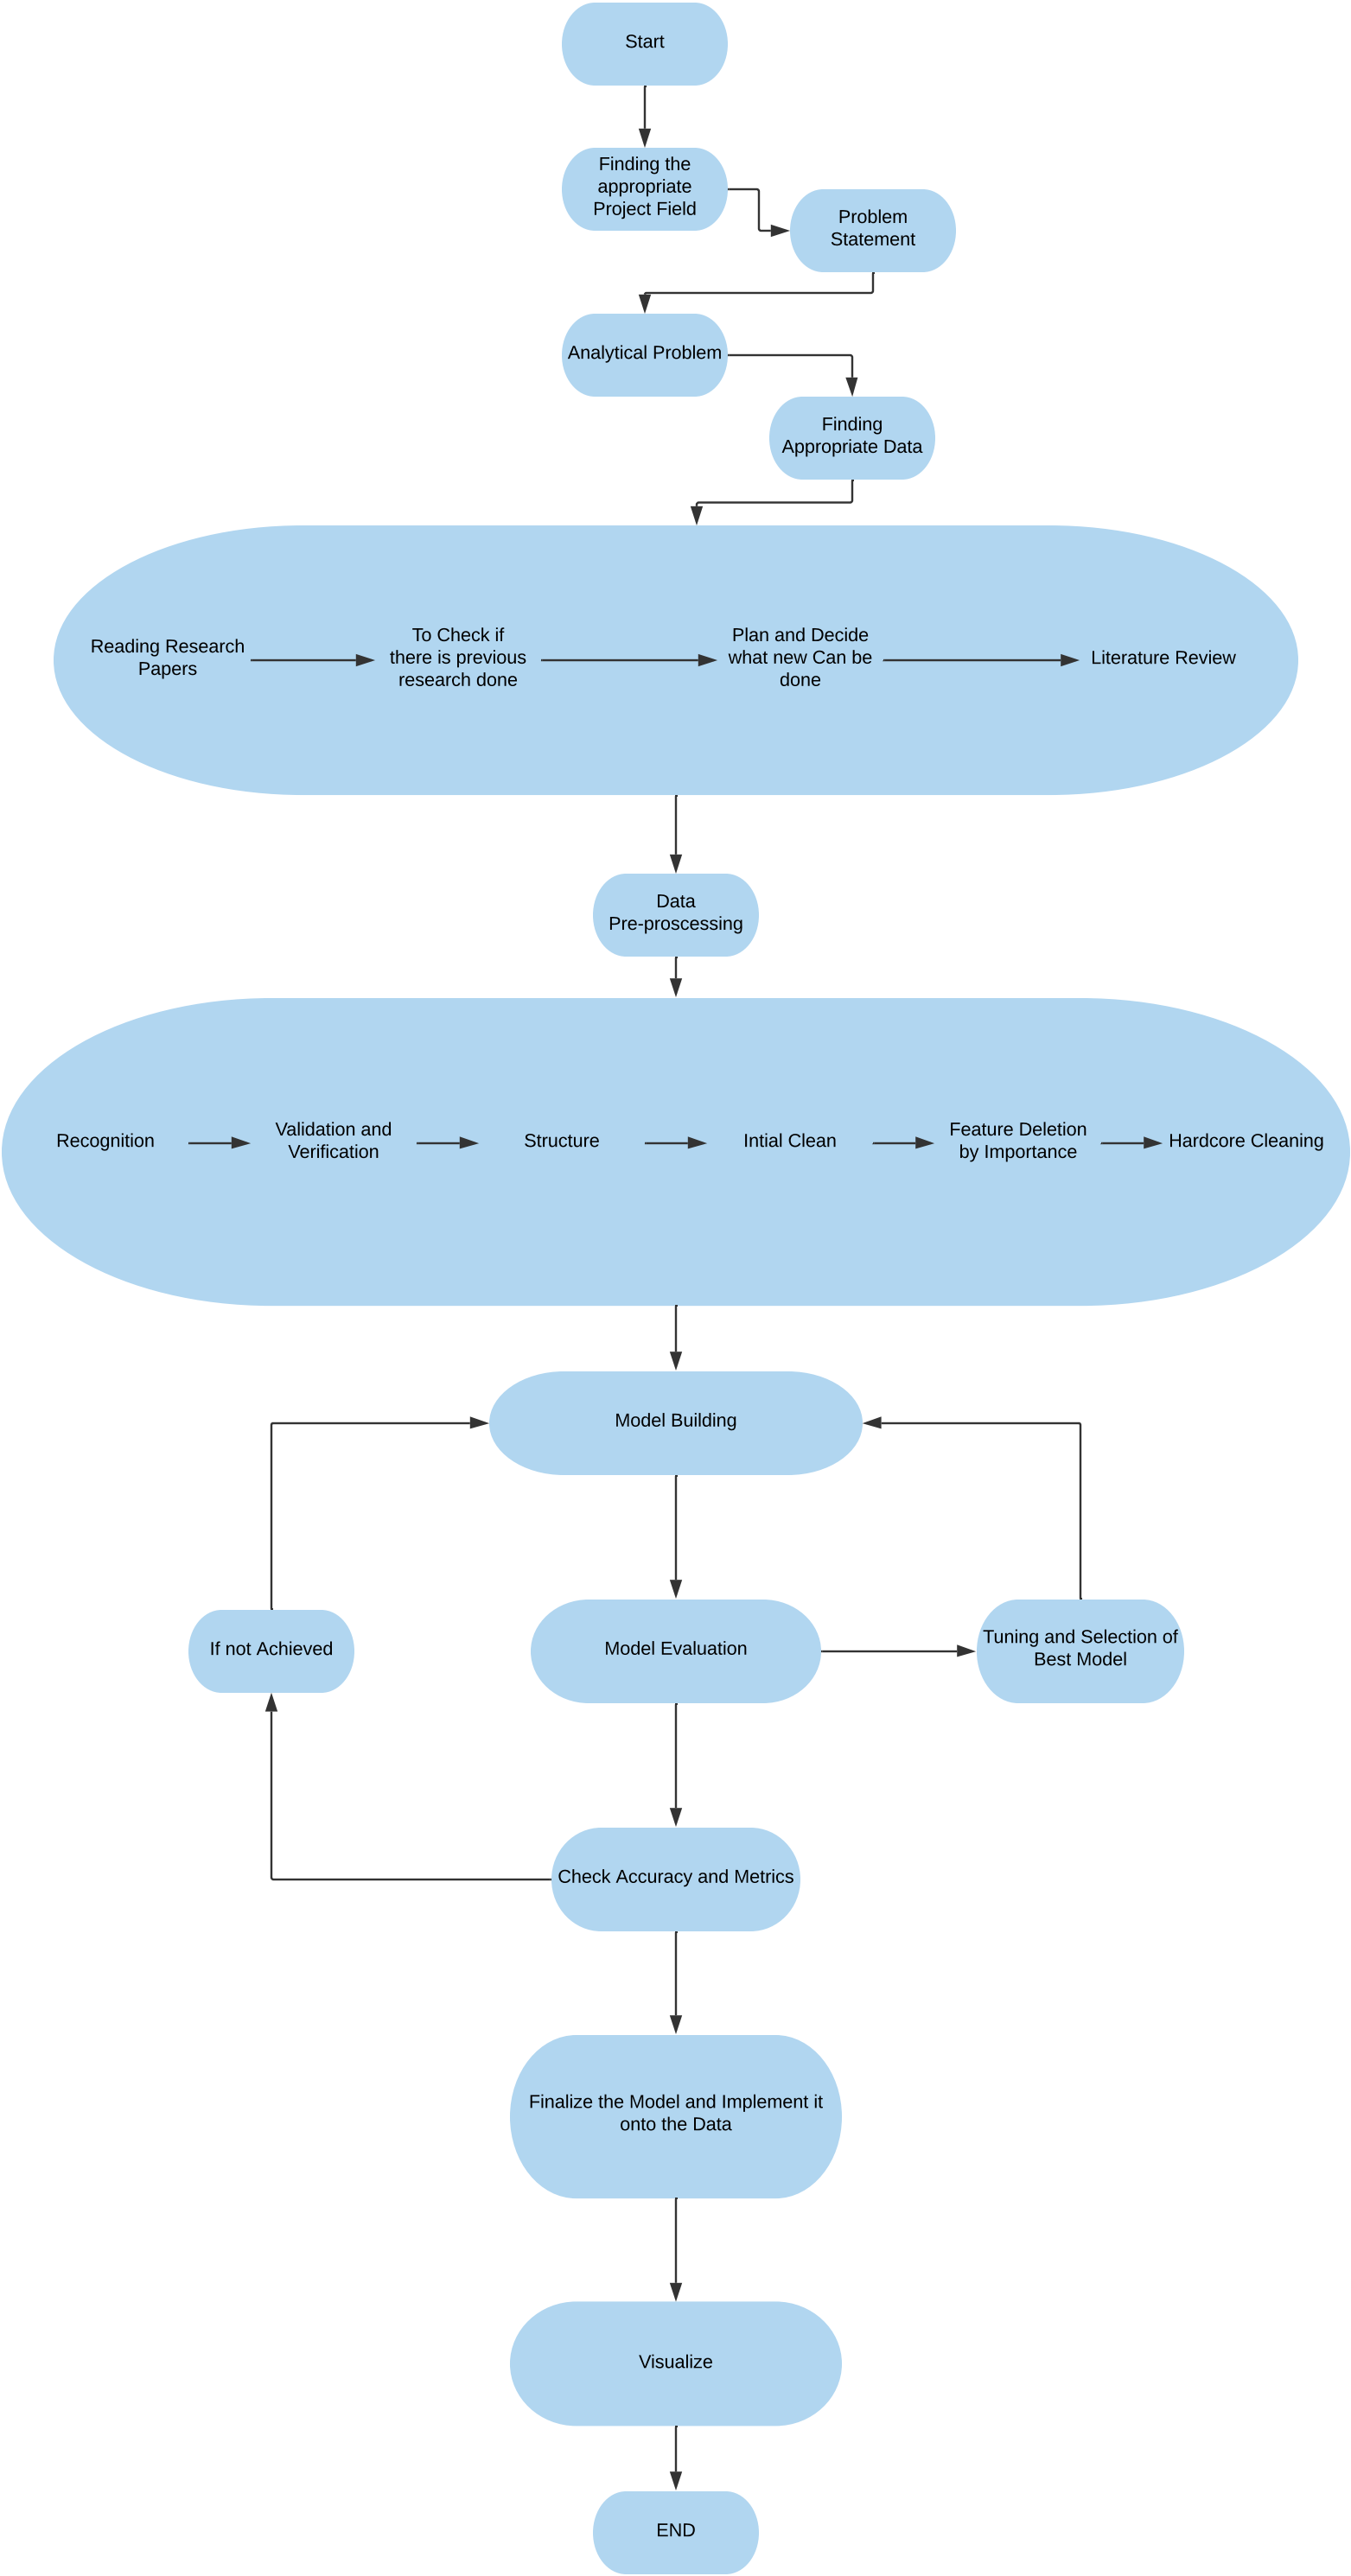 Start
Finding the
appropriate
Project Field
Problem
Statement
Analytical Problem
Finding
Appropriate Data
Reading Research
Papers
To Check if
there is previous
research done
Plan and Decide
what new Can be
done
Literature Review
Data
Pre-proscessing
Recognition
Validation and
Verification
Structure
Intial Clean
Feature Deletion
by Importance
Hardcore Cleaning
Model Building
If not Achieved
Model Evaluation
Tuning and Selection of
Best Model
Check Accuracy and Metrics
Finalize the Model and Implement it
onto the Data
Visualize
END